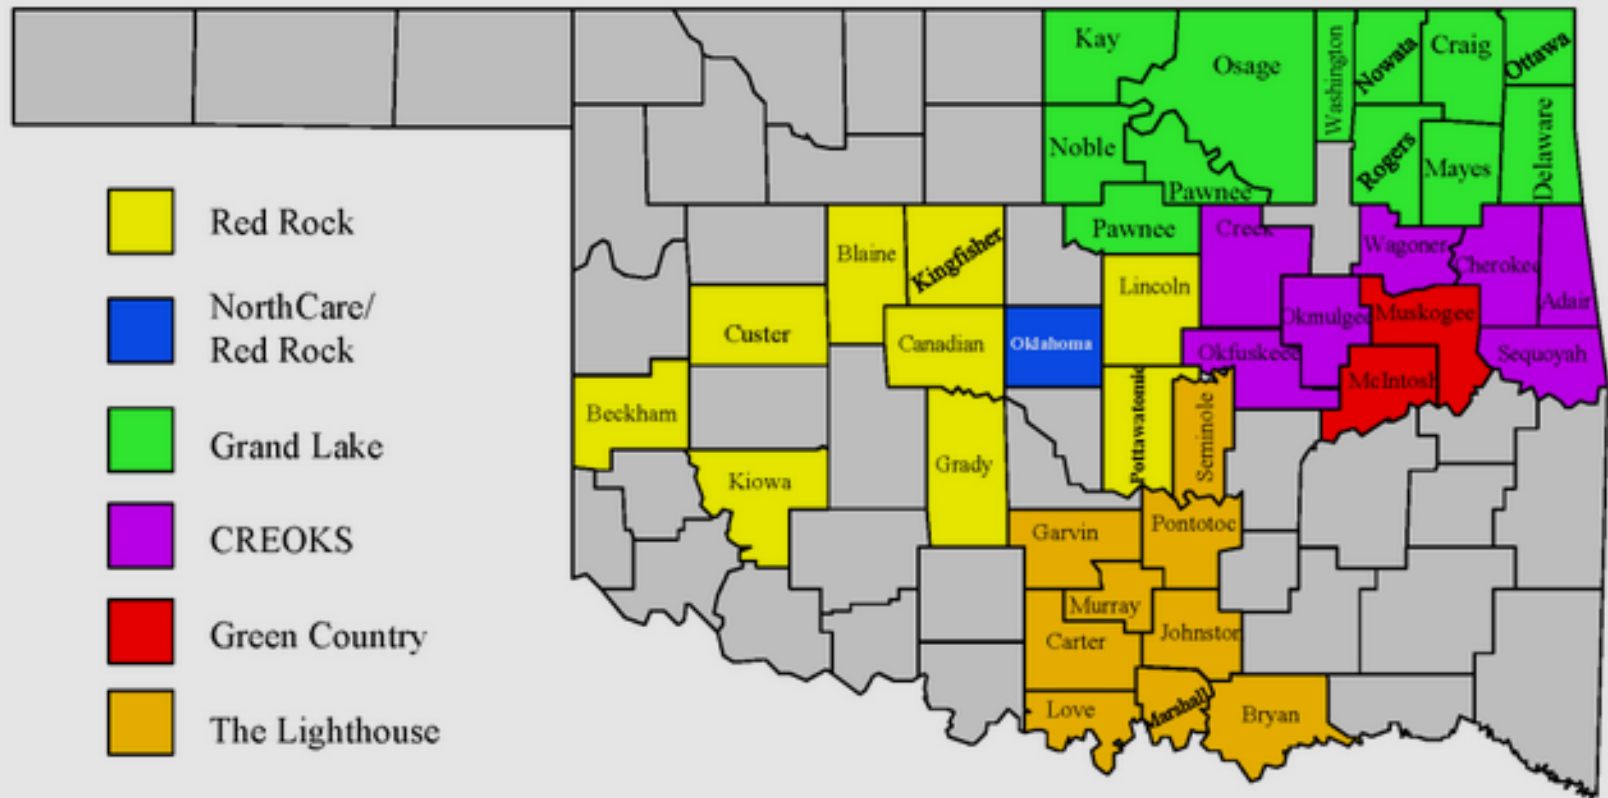 Kay
Osage
Washington
Nowata
Craig
Ottawa
Noble
Rogers
Mayes
Delaware
Pawnee
Pawnee
Creek
Wagoner
Cherokee
Adair
Red Rock
Blaine
Kingfisher
Lincoln
NorthCare/
Red Rock
Custer
Canadian
Oklahoma
Okmulgee
Muskogee
Okfuskeee
McIntosh
Sequoyah
Beckham
Pottawatomie
Seminole
Grand Lake
Kiowa
Grady
CREOKS
Garvin
Pontotoc
Murray
Green Country
Carter
Johnston
The Lighthouse
Love
Marshall
Bryan